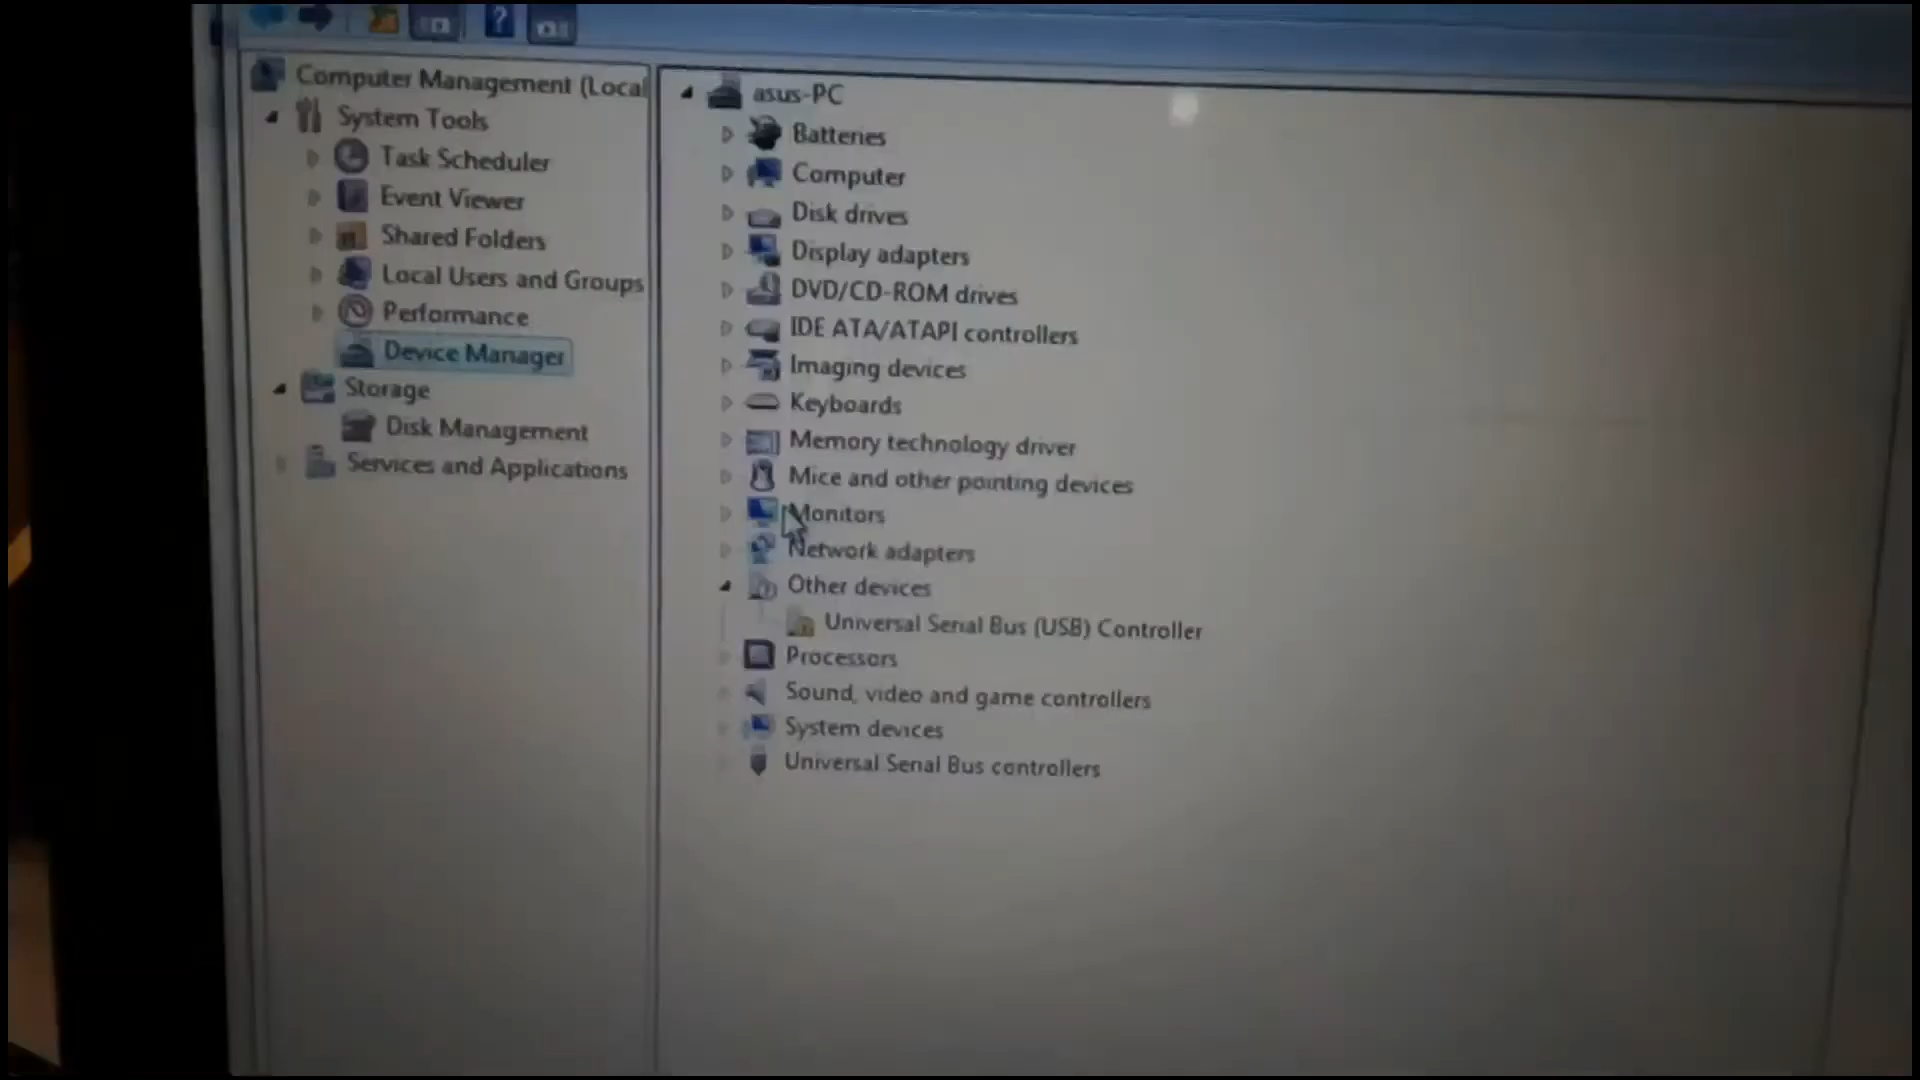 Computer Management (Local
System Tools
Task Scheduler
Event Viewer
Shared Folders
Local Users and Groups
Performance
Device Manager
Storage
Disk Management
Services and Applications
asus-PC
Batteries
Computer
Disk drives
Display adapters
DVD/CD-ROM drives
IDE ATA/ATAPI controllers
Imaging devices
Keyboards
Memory technology driver
Mice and other pointing devices
Monitors
Network adapters
Other devices
Universal Serial Bus (USB) Controller
Processors
Sound, video and game controllers
System devices
Universal Serial Bus controllers